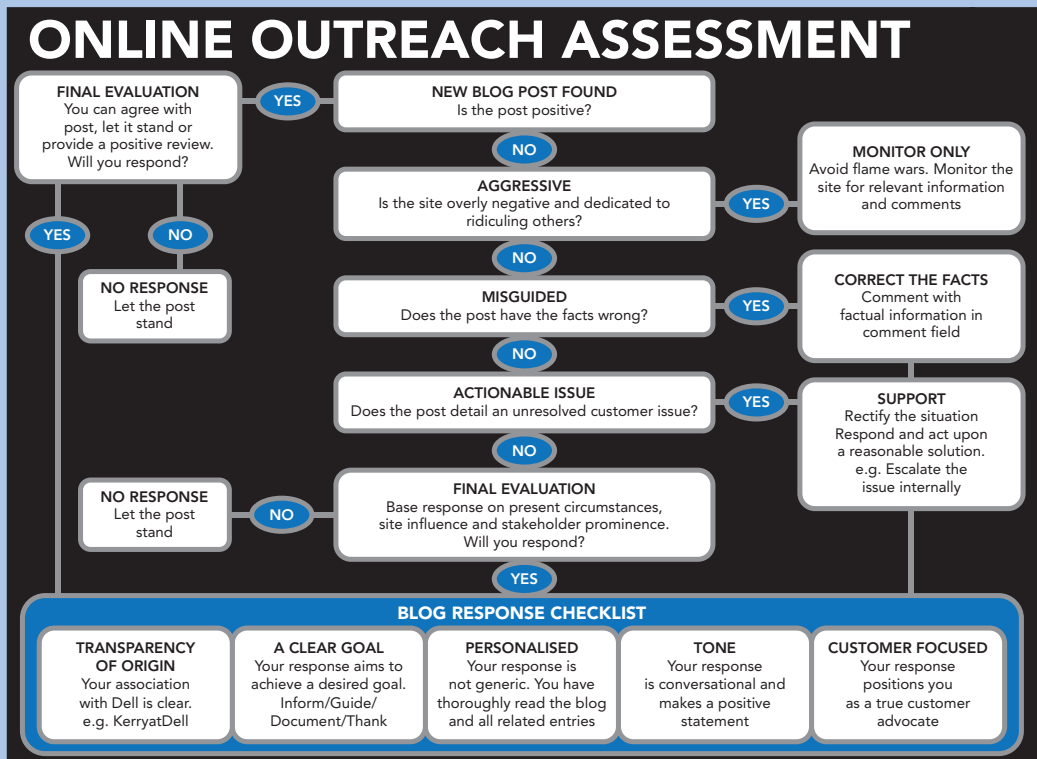 ONLINE OUTREACH ASSESSMENT
FINAL EVALUATION
You can agree with
post, let it stand or
provide a positive review.
Will you respond?
YES
NEW BLOG POST FOUND
Is the post positive?
NO
MONITOR ONLY
Avoid flame wars. Monitor the
site for relevant information
and comments
AGGRESSIVE
Is the site overly negative and dedicated to
ridiculing others?
YES
YES
NO
NO
NO RESPONSE
Let the post
stand
MISGUIDED
Does the post have the facts wrong?
YES
CORRECT THE FACTS
Comment with
factual information in
comment field
NO
ACTIONABLE ISSUE
Does the post detail an unresolved customer issue?
YES
SUPPORT
Rectify the situation
Respond and act upon
a reasonable solution.
e.g. Escalate the
issue internally
NO
NO RESPONSE
Let the post
stand
NO
FINAL EVALUATION
Base response on present circumstances,
site influence and stakeholder prominence.
Will you respond?
YES
BLOG RESPONSE CHECKLIST
TRANSPARENCY
OF ORIGIN
Your association
with Dell is clear.
e.g. KerryatDell
A CLEAR GOAL
Your response aims to
achieve a desired goal.
Inform/Guide/
Document/Thank
PERSONALISED
Your response is
not generic. You have
thoroughly read the blog
and all related entries
TONE
Your response
is conversational and
makes a positive
statement
CUSTOMER FOCUSED
Your response
positions you
as a true customer
advocate